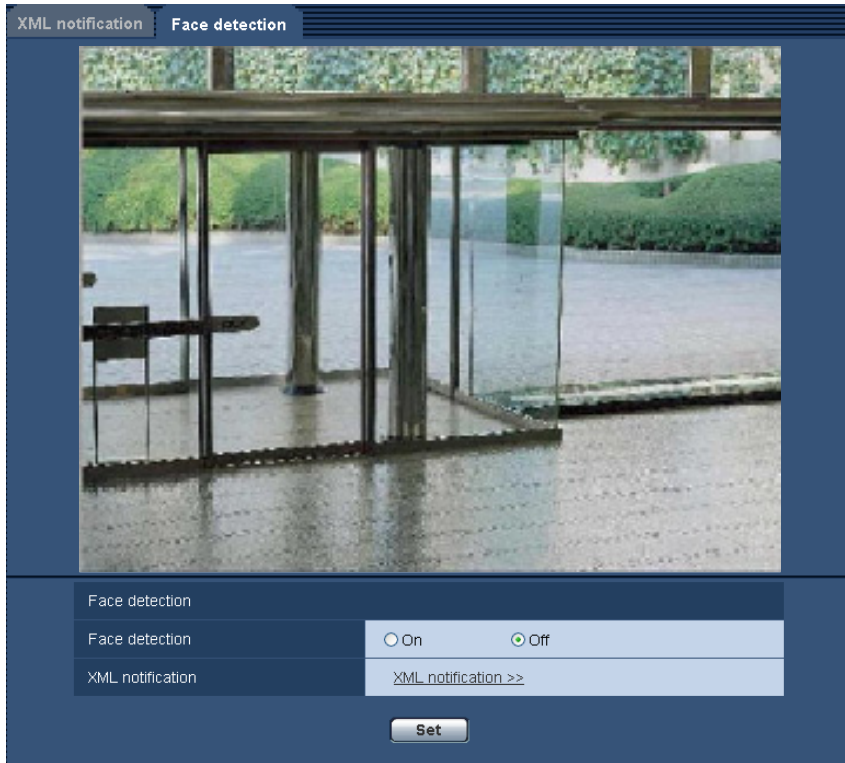 XML notification Face detection
Face detection
Face detection On Off
XML notification XML notification >>
Set